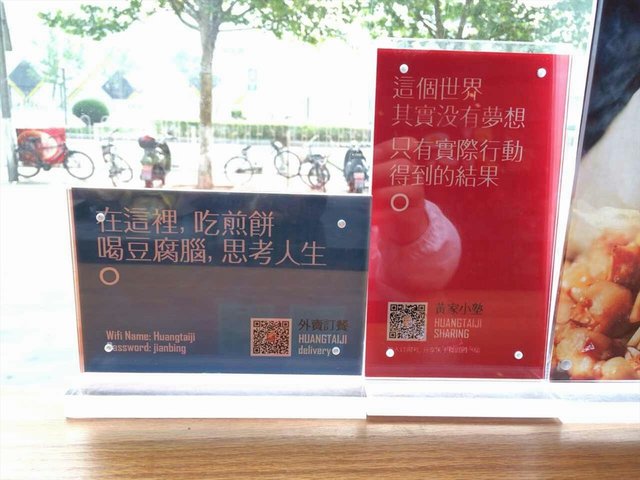 在這裡,吃煎餅
喝豆腐腦,思考人生
Wifi Name: Huangtaiji
Password: jianbing
外賣訂餐
HUANGTAIJI
delivery
這個世界
其實没有夢想
只有實際行動
得到的結果
黃家小塾
HUANGTAIJI
SHARING